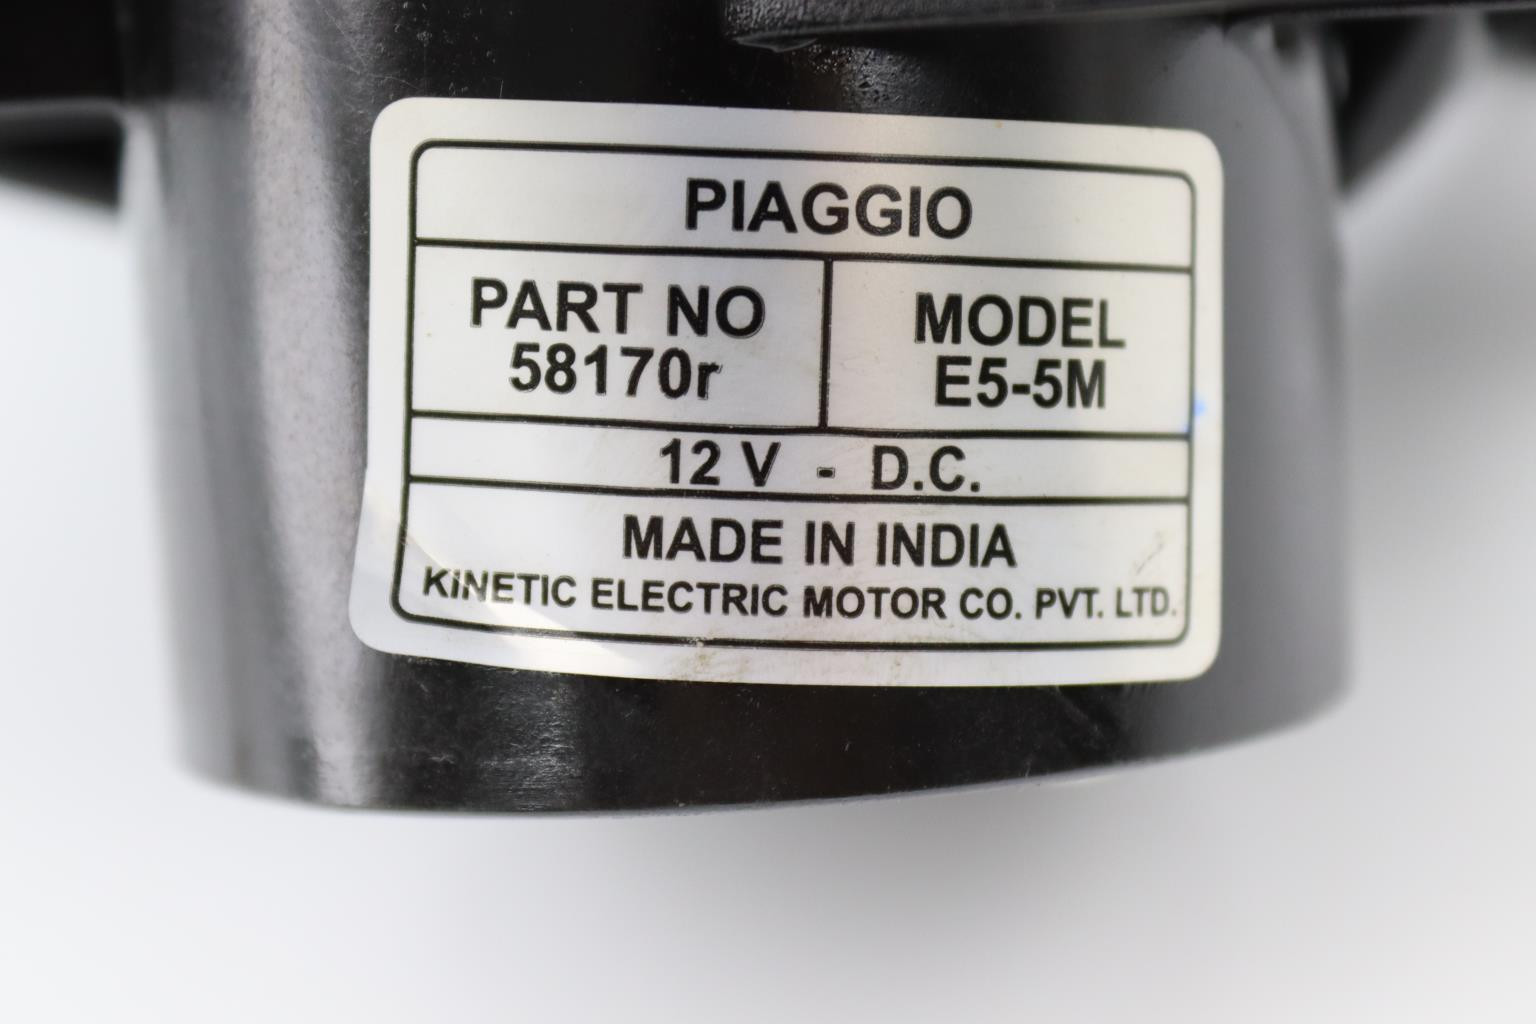 PIAGGIO
PART NO
58170r
MODEL
E5-5M
12 V - D.C.
MADE IN INDIA
KINETIC ELECTRIC MOTOR CO. PVT. LTD.